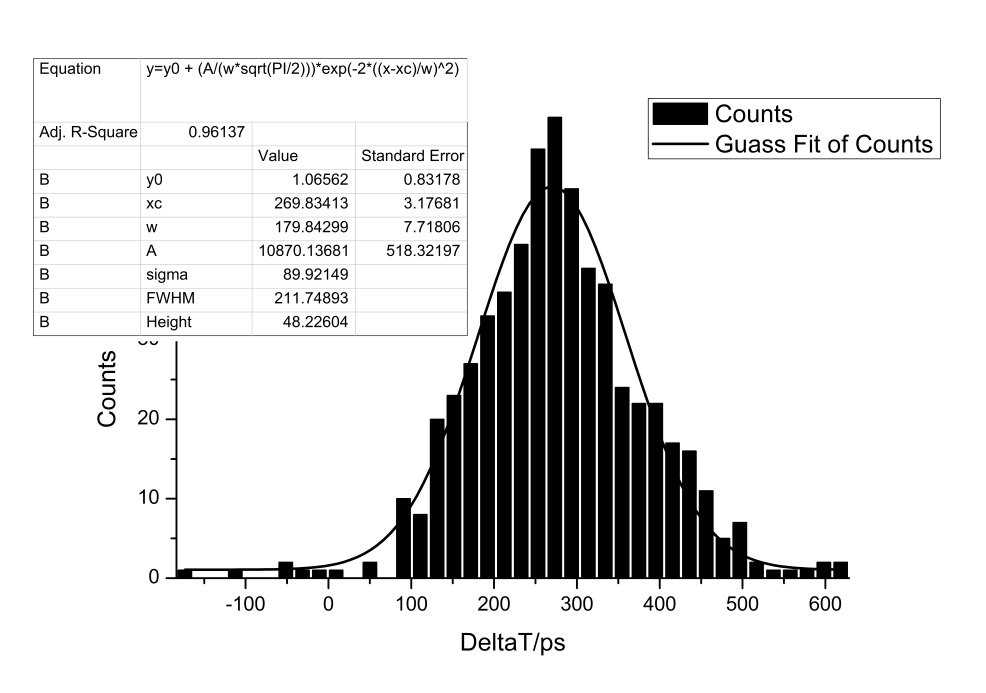 Equation y=y0 + (A/(w*sqrt(PI/2)))*exp(-2*((x-xc)/w)^2)
Adj. R-Square 0.96137
Value Standard Error
B y0 1.06562 0.83178
B xc 269.83413 3.17681
B w 179.84299 7.71806
B A 10870.13681 518.32197
B sigma 89.92149
B FWHM 211.74893
B Height 48.22604
Counts
Guass Fit of Counts
Counts
20
10
0
-100 0 100 200 300 400 500 600
DeltaT/ps